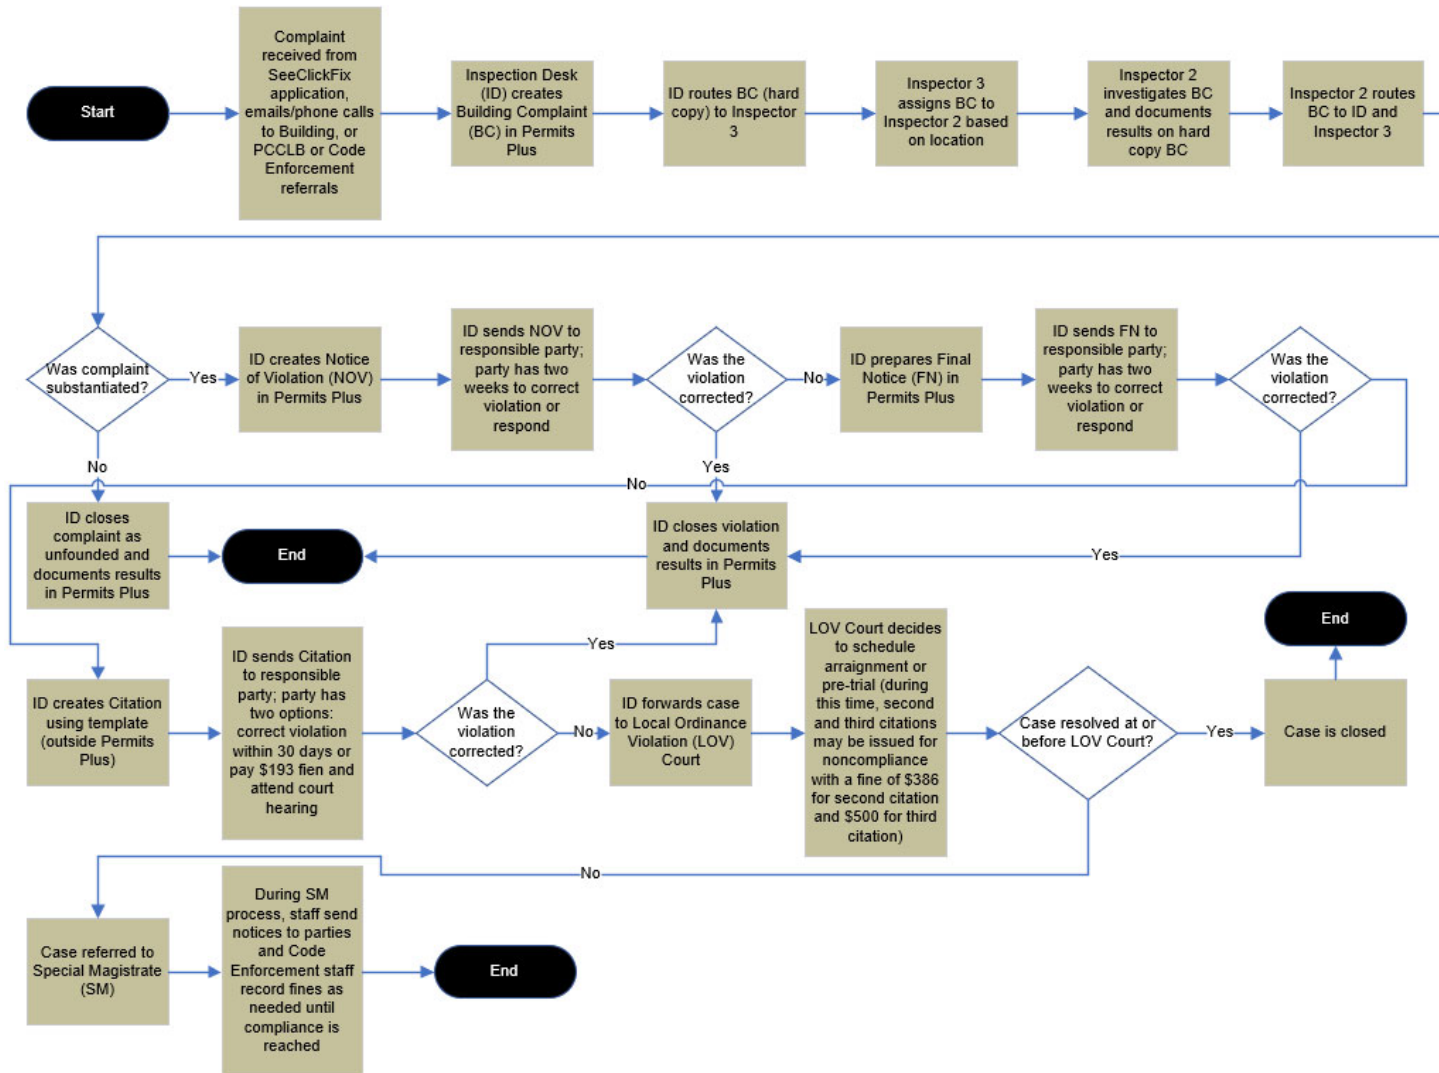 Start
Complaint
received from
SeeClickFix
application,
emails/phone calls
to Building, or
PCCLB or Code
Enforcement
referrals
Inspection Desk
(ID) creates
Building Complaint
(BC) in Permits
Plus
ID routes BC (hard
copy) to Inspector
3
Inspector 3
assigns BC to
Inspector 2 based
on location
Inspector 2
investigates BC
and documents
results on hard
copy BC
Inspector 2 routes
BC to ID and
Inspector 3
Was complaint
substantiated?
Yes
ID creates Notice
of Violation (NOV)
in Permits Plus
ID sends NOV to
responsible party;
party has two
weeks to correct
violation or
respond
Was the
violation
corrected?
No
ID prepares Final
Notice (FN) in
Permits Plus
ID sends FN to
responsible party;
party has two
weeks to correct
violation or
respond
Was the
violation
corrected?
No
Yes
No
ID closes
complaint as
unfounded and
documents results
in Permits Plus
End
ID closes violation
and documents
results in Permits
Plus
Yes
ID creates Citation
using template
(outside Permits
Plus)
ID sends Citation
to responsible
party; party has
two options:
correct violation
within 30 days or
pay $193 fien and
attend court
hearing
Was the
violation
corrected?
Yes
No
ID forwards case
to Local Ordinance
Violation (LOV)
Court
LOV Court decides
to schedule
arraignment or
pre-trial (during
this time, second
and third citations
may be issued for
noncompliance
with a fine of $386
for second citation
and $500 for third
citation)
Case resolved at or
before LOV Court?
Yes
Case is closed
End
No
Case referred to
Special Magistrate
(SM)
During SM
process, staff send
notices to parties
and Code
Enforcement staff
record fines as
needed until
compliance is
reached
End